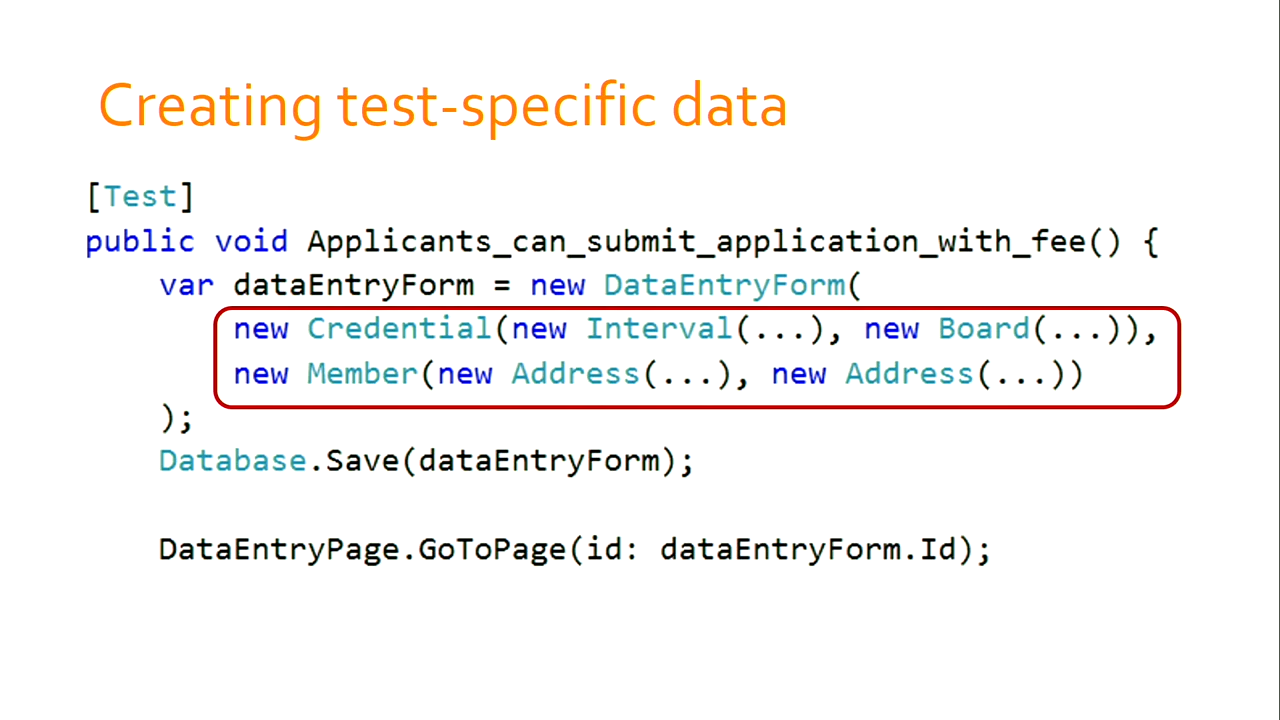 Creating test-specific data
[Test]
public void Applicants_can_submit_application_with_fee() {
    var dataEntryForm = new DataEntryForm(
        new Credential(new Interval(...), new Board(...)),
        new Member(new Address(...), new Address(...))
    );
    Database.Save(dataEntryForm);
    DataEntryPage.GoToPage(id: dataEntryForm.Id);